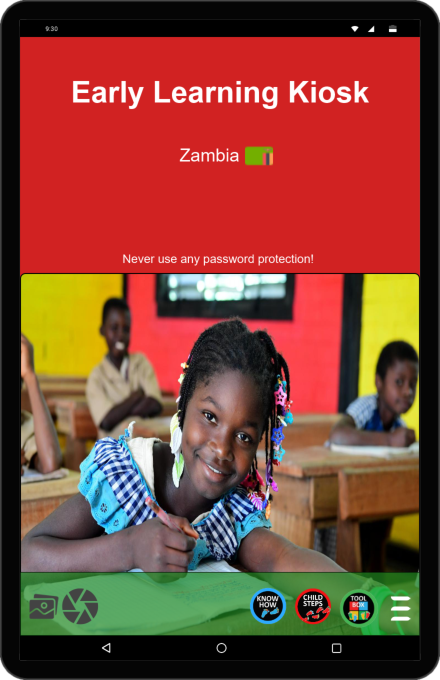 9:30
Early Learning Kiosk
Zambia
Never use any password protection!
KNOW
HOW
CHILD
STEPS
TOOL
BOX